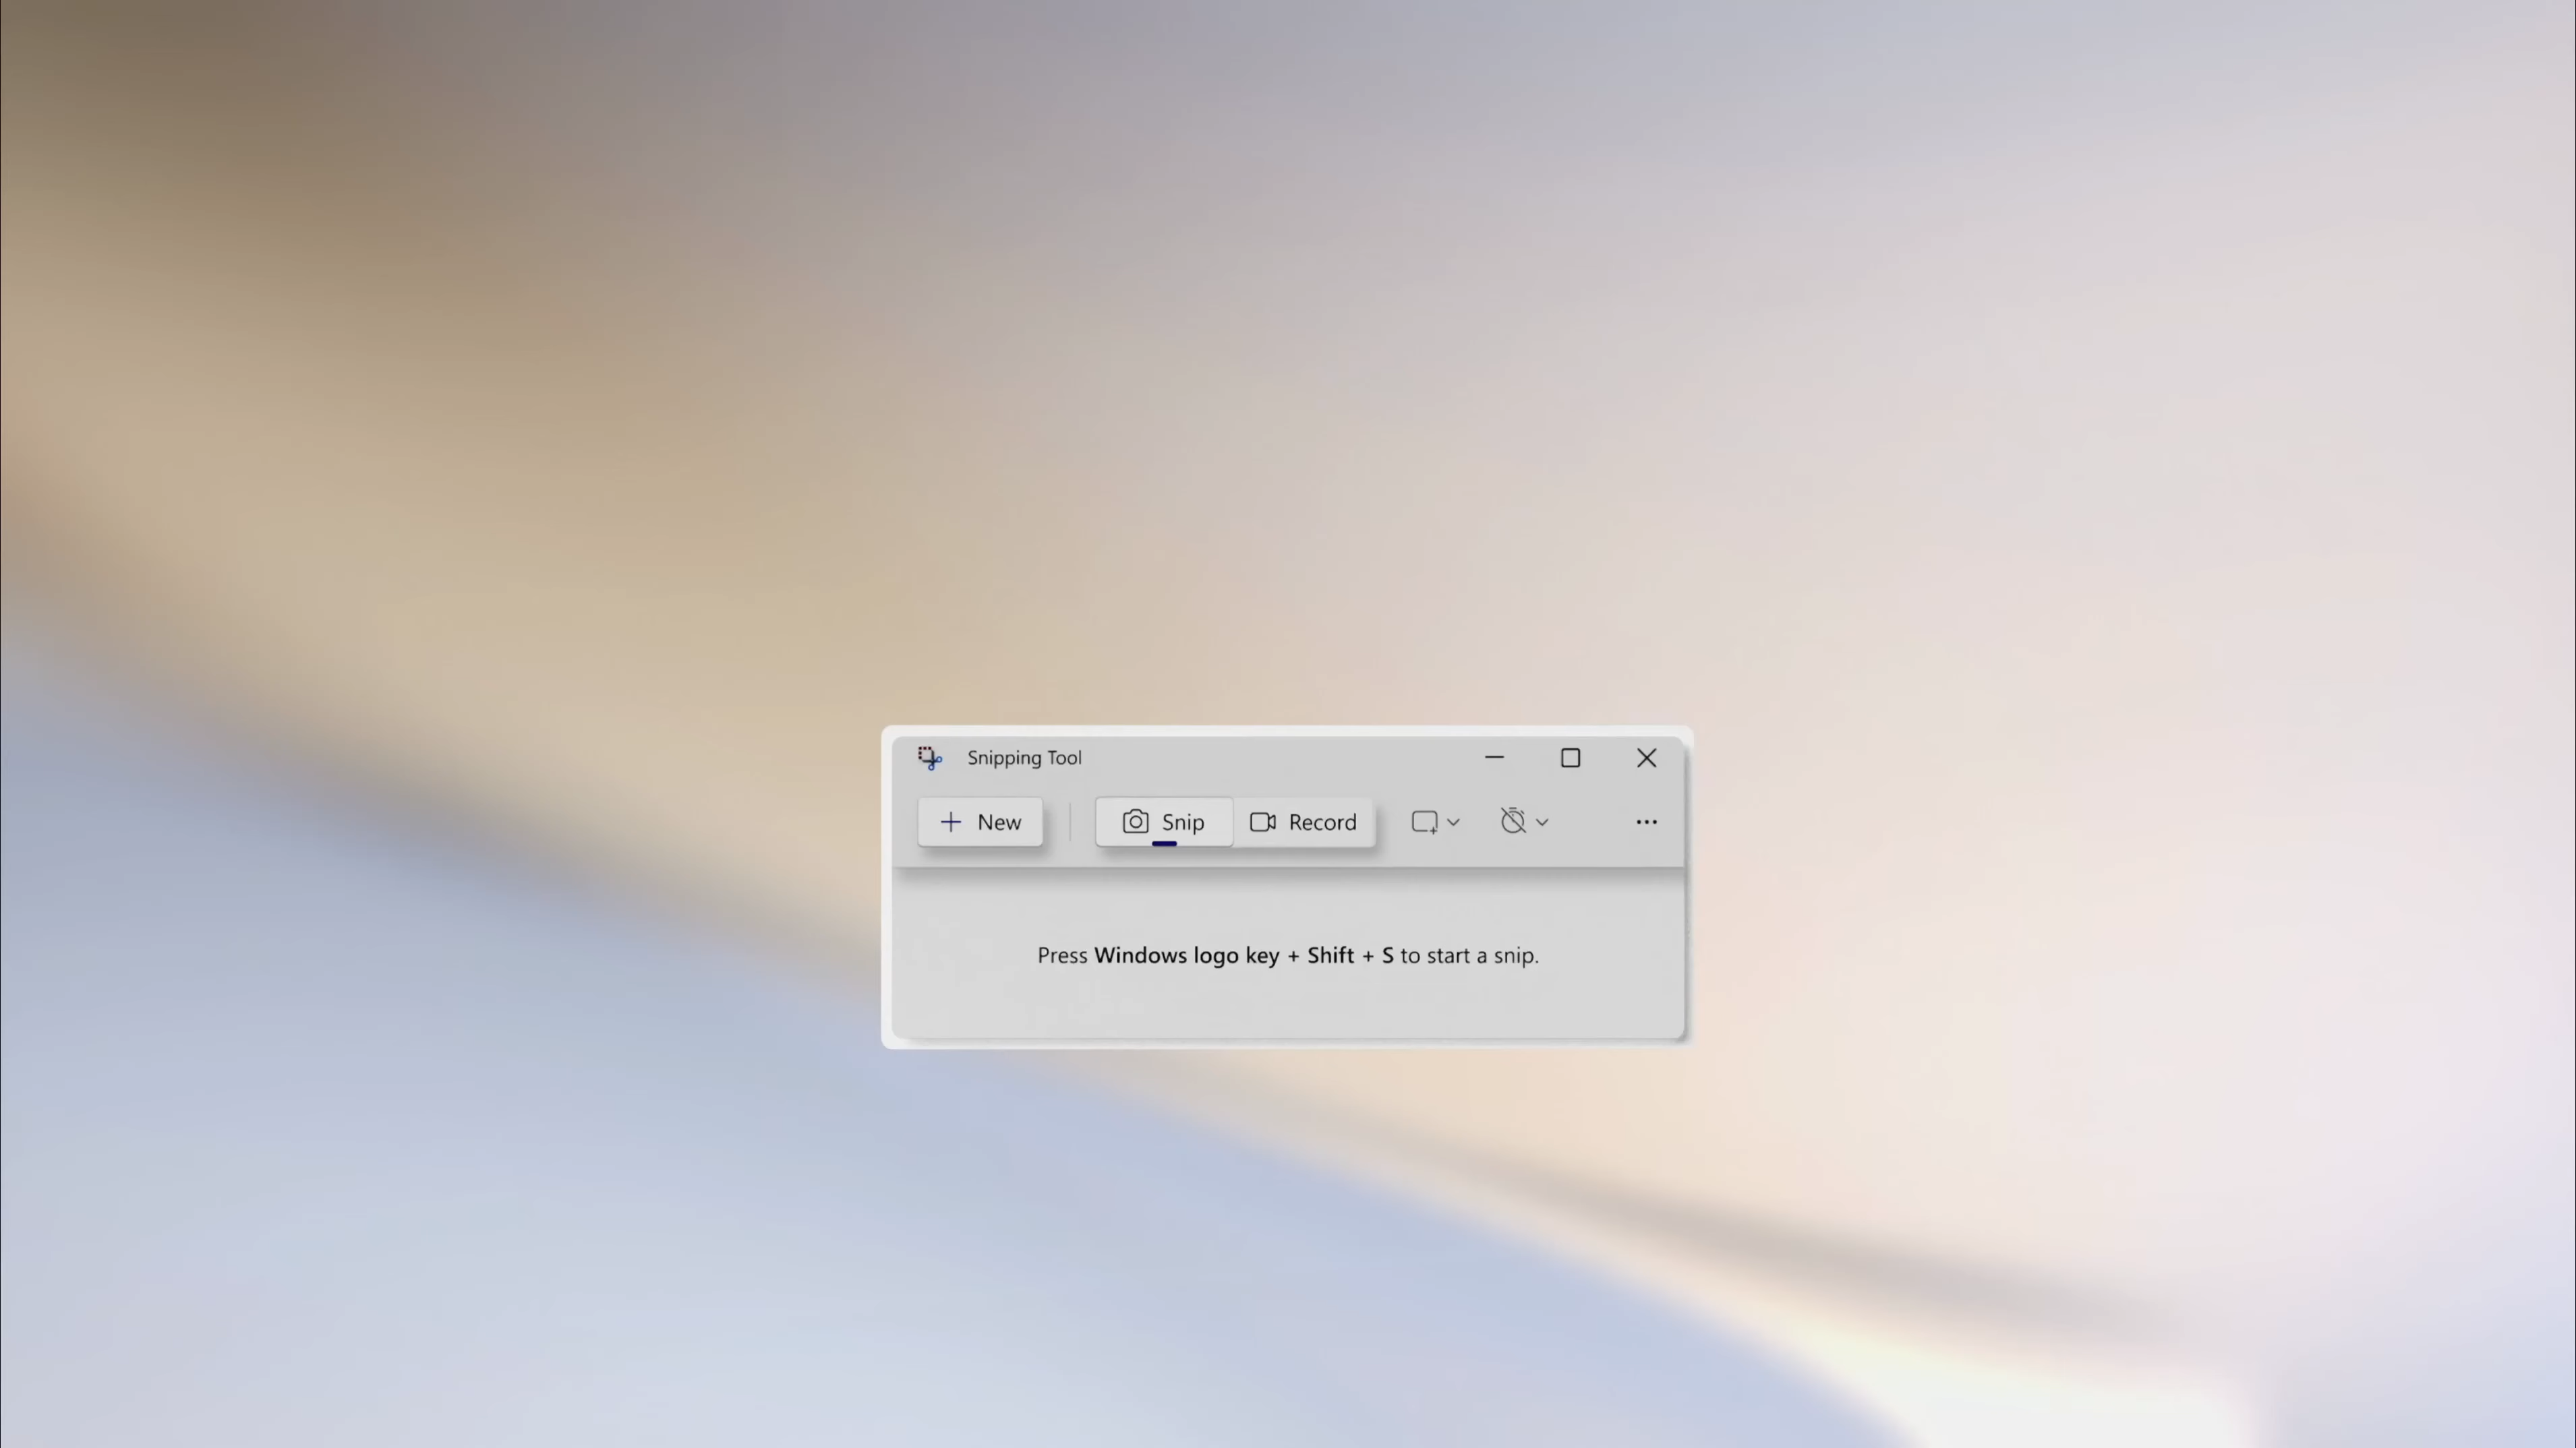 Snipping Tool
New
Snip
Record
Press Windows logo key + Shift + S to start a snip.